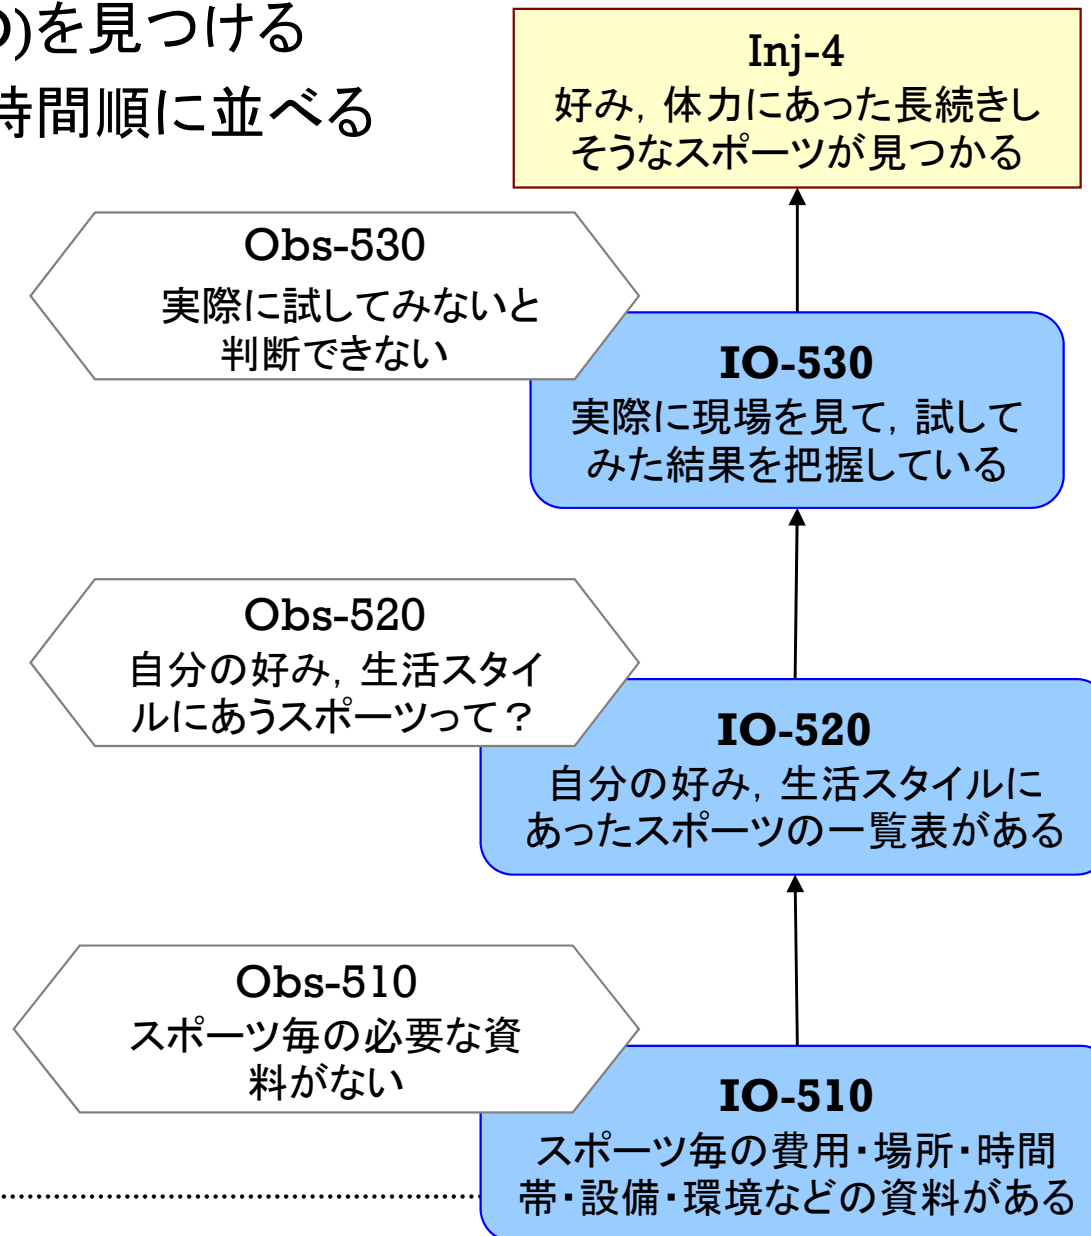 の)を見つける
時間順に並べる
Inj-4
好み，体力にあった長続きし
そうなスポーツが見つかる
Obs-530
実際に試してみないと
判断できない
IO-530
実際に現場を見て，試して
みた結果を把握している
Obs-520
自分の好み，生活スタイ
ルにあうスポーツって？
IO-520
自分の好み，生活スタイルに
あったスポーツの一覧表がある
Obs-510
スポーツ毎の必要な資
料がない
IO-510
スポーツ毎の費用・場所・時間
帯・設備・環境などの資料がある